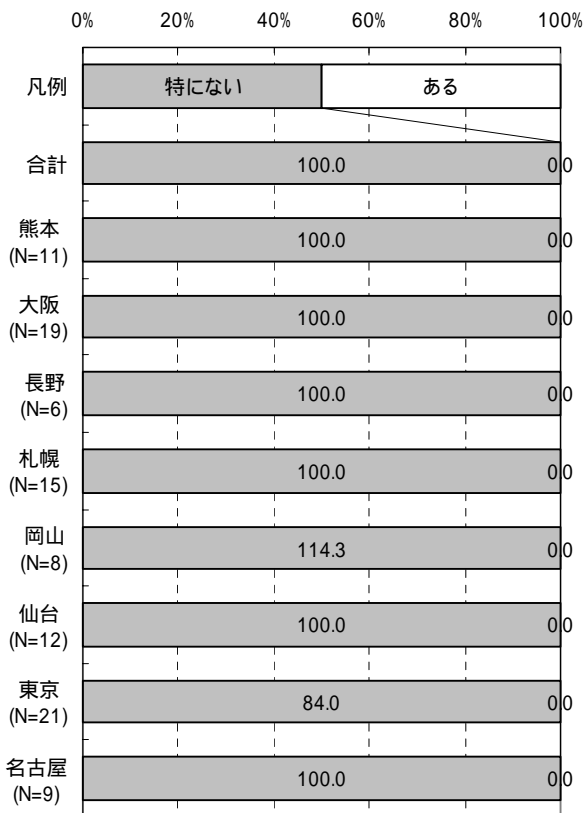 0% 20% 40% 60% 80% 100%
凡例 特にない ある
合計 100.0 0.0
熊本
(N=11) 100.0 0.0
大阪
(N=19) 100.0 0.0
長野
(N=6) 100.0 0.0
札幌
(N=15) 100.0 0.0
岡山
(N=8) 114.3 0.0
仙台
(N=12) 100.0 0.0
東京
(N=21) 84.0 0.0
名古屋
(N=9) 100.0 0.0